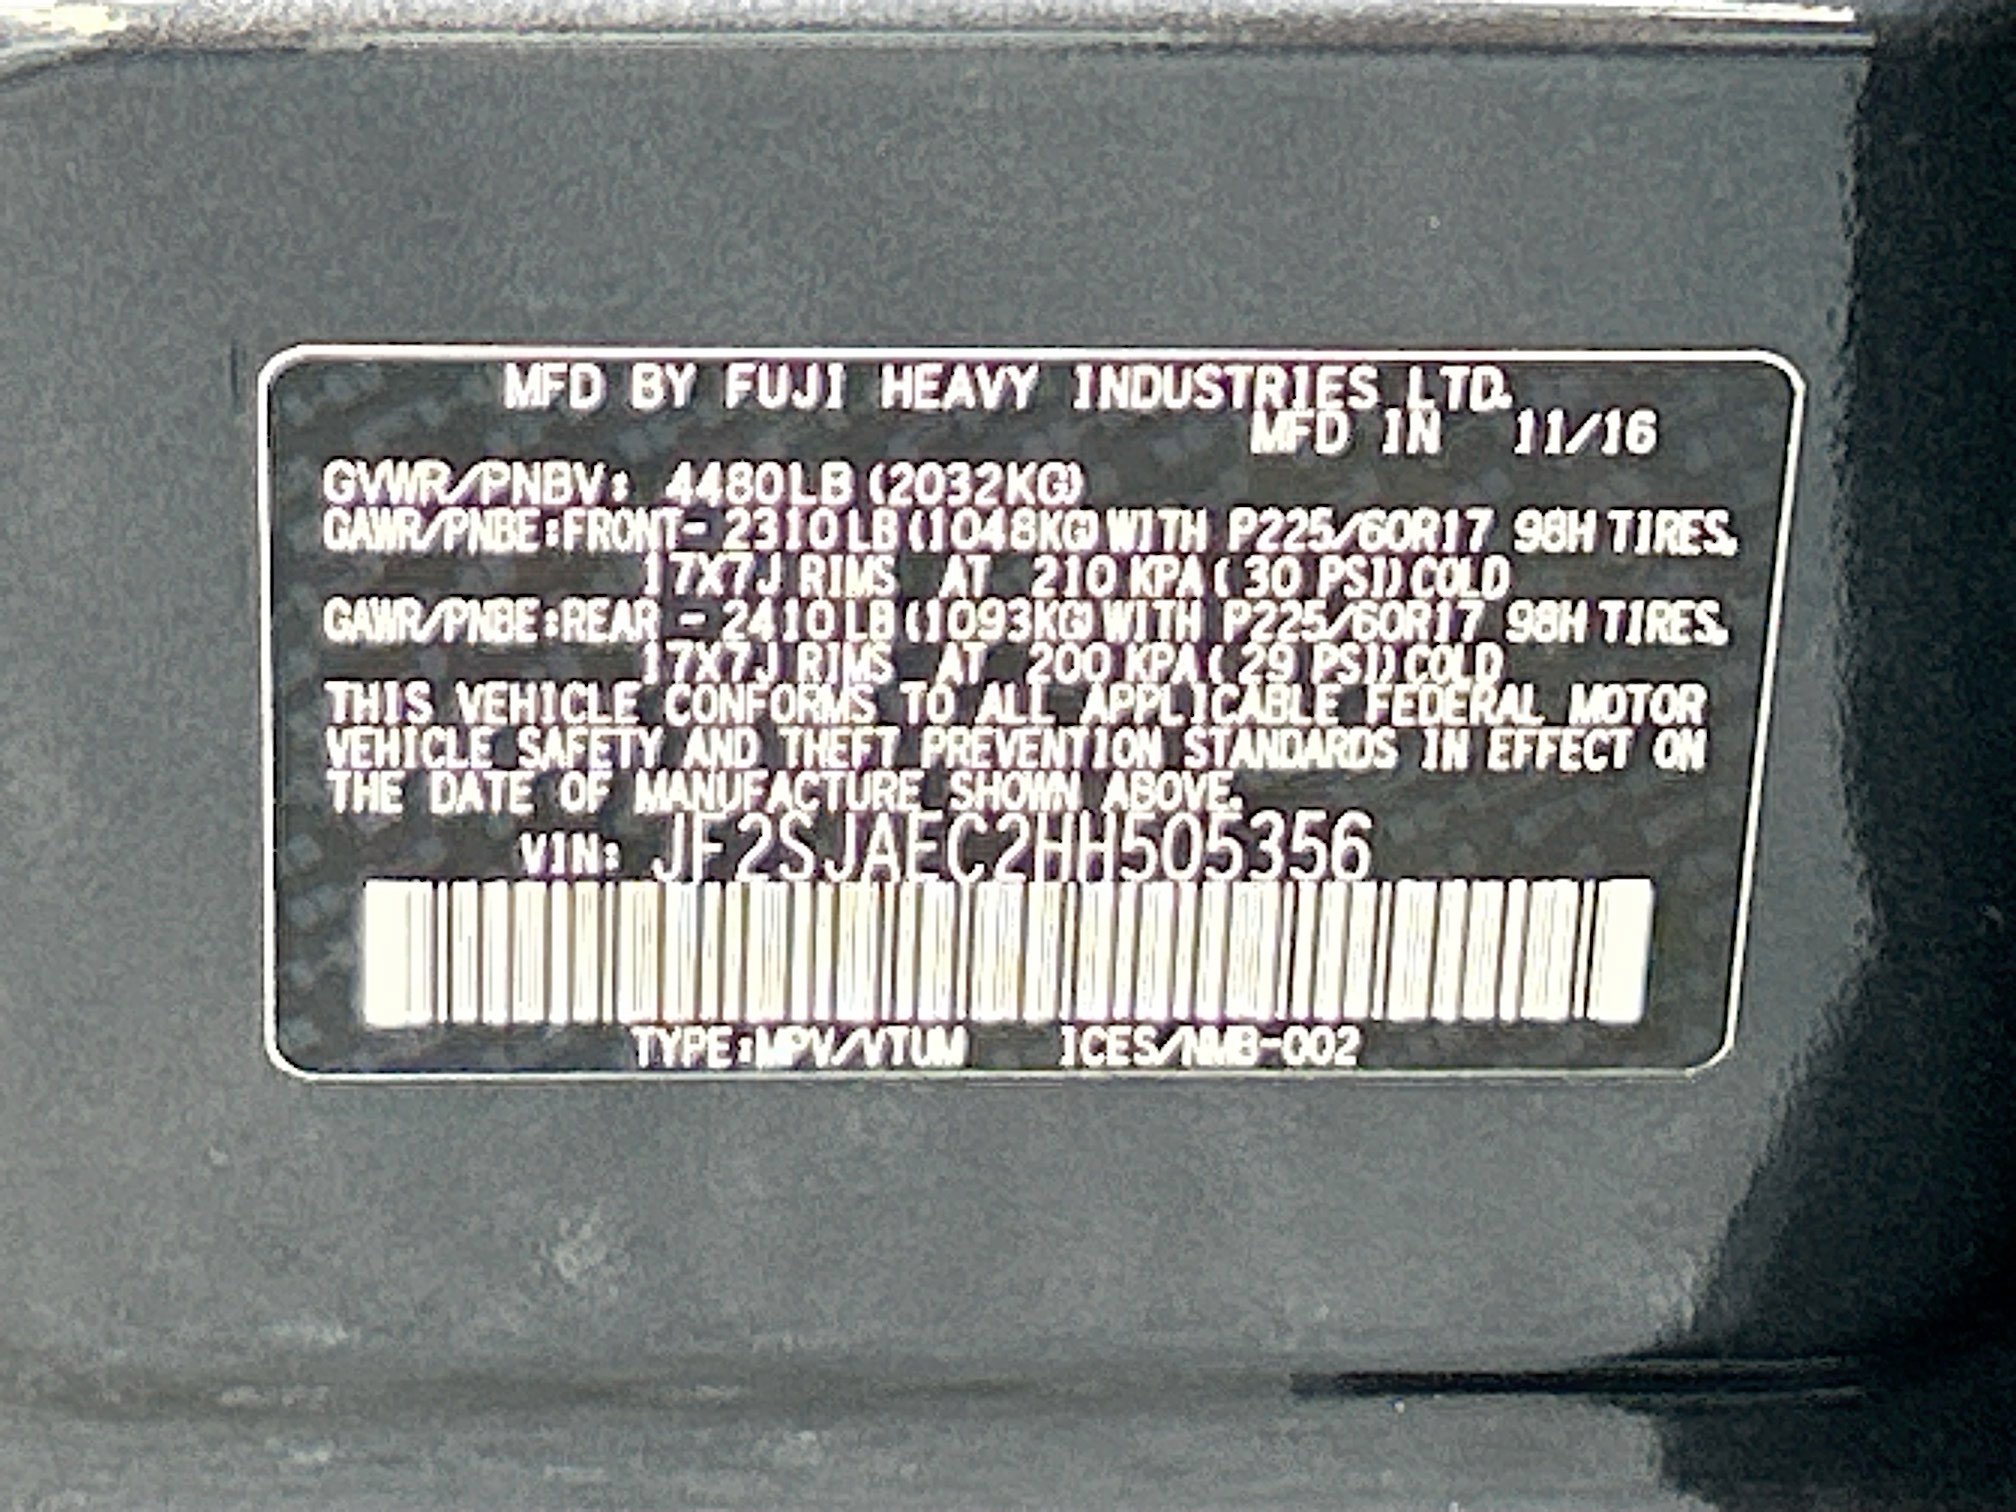 MFD BY FUJI HEAVY INDUSTRIES LTD.
MFD IN 11/16
GVWR/PNBV: 4480LB (2032KG)
GAWR/PNBE:FRONT- 2310LB(1048KG)WITH P225/60R17 98H TIRES,
17X7J RIMS AT 210 KPA( 30 PSI)COLD
GAWR/PNBE:REAR - 2410LB(1093KG)WITH P225/60R17 98H TIRES,
17X7J RIMS AT 200 KPA( 29 PSI)COLD
THIS VEHICLE CONFORMS TO ALL APPLICABLE FEDERAL MOTOR
VEHICLE SAFETY AND THEFT PREVENTION STANDARDS IN EFFECT ON
THE DATE OF MANUFACTURE SHOWN ABOVE.
VIN: JF2SJAEC2HH505356
TYPE:MPV/VTUM ICES/NMB-002